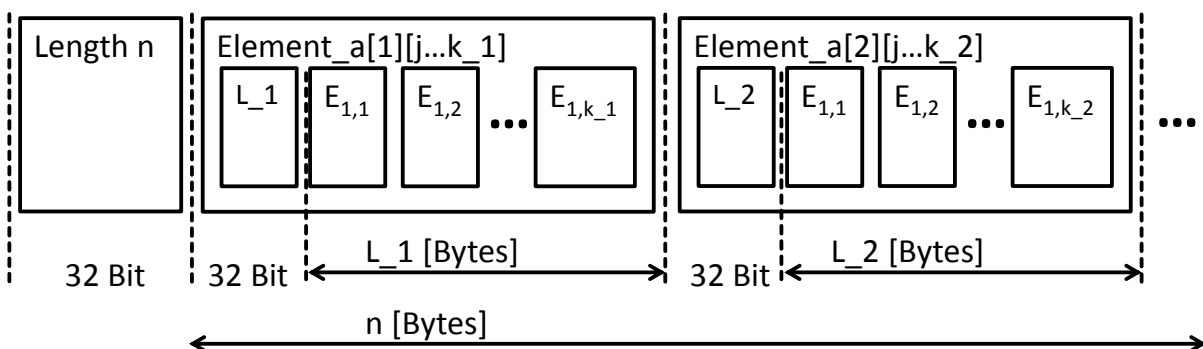 Length n
Element_a[1][j...k_1]
L_1
E1,1
E1,2
...
E1,k_1
Element_a[2][j...k_2]
L_2
E1,1
E1,2
...
E1,k_2
...
32 Bit
32 Bit
L_1 [Bytes]
32 Bit
L_2 [Bytes]
n [Bytes]